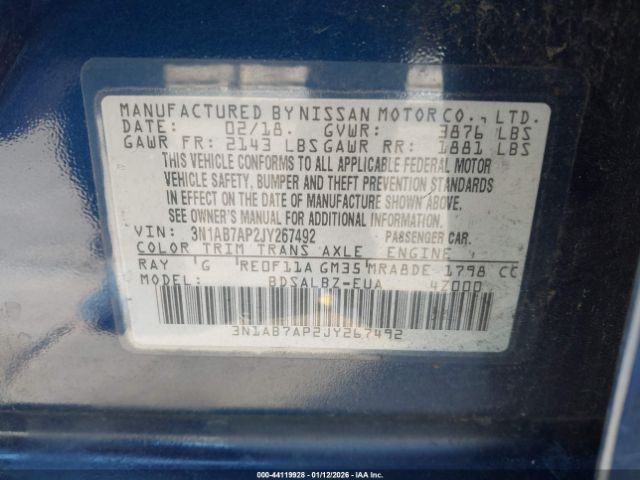 MANUFACTURED BY NISSAN MOTOR CO., LTD.
DATE: 02/18. GVWR: 3876 LBS
GAWR FR: 2143 LBS GAWR RR: 1881 LBS
THIS VEHICLE CONFORMS TO ALL APPLICABLE FEDERAL MOTOR
VEHICLE SAFETY, BUMPER AND THEFT PREVENTION STANDARDS
IN EFFECT ON THE DATE OF MANUFACTURE SHOWN ABOVE.
SEE OWNER'S MANUAL FOR ADDITIONAL INFORMATION.
VIN: 3N1AB7AP2JY267492 PASSENGER CAR.
COLOR TRIM TRANS AXLE ENGINE
RAY G RE0F11A GM35 MRA8DE 1798 CC
MODEL: BDSALBZ-EUA 4Z000
3N1AB7AP2JY267492
000-44119928 - 01/12/2026 - IAA, Inc.